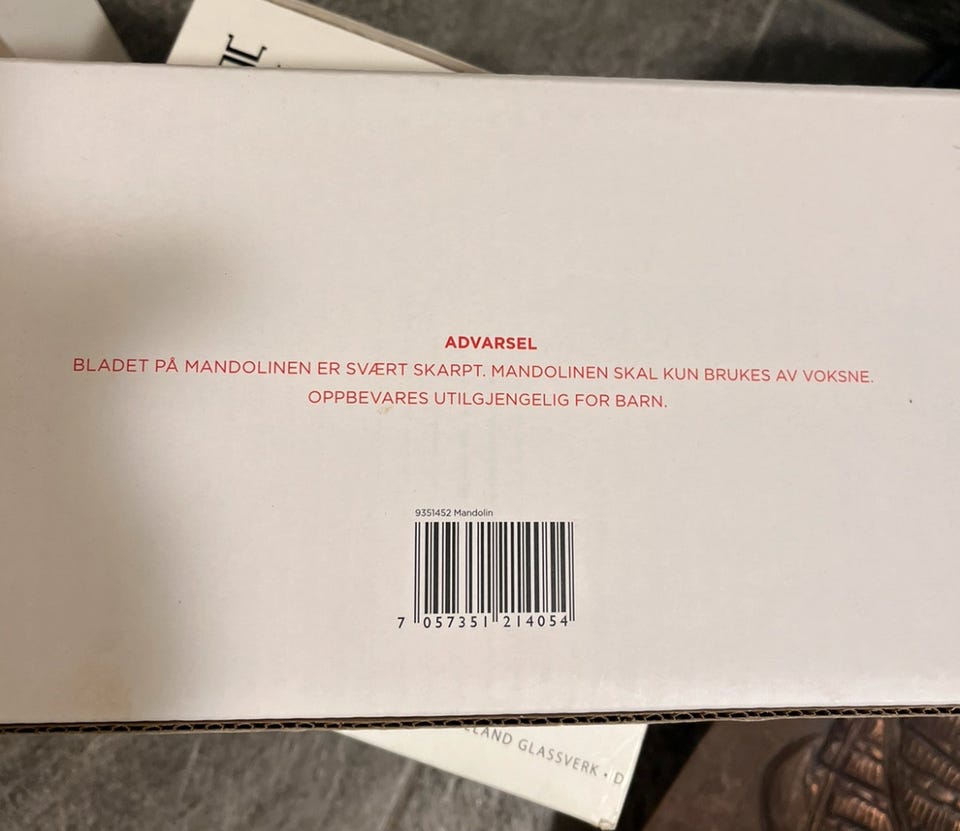 ADVARSEL
BLADET PÅ MANDOLINEN ER SVÆRT SKARPT. MANDOLINEN SKAL KUN BRUKES AV VOKSNE.
OPPBEVARES UTILGJENGELIG FOR BARN.
9351452 Mandolin
7 057351 214054
GLASSVERK • D